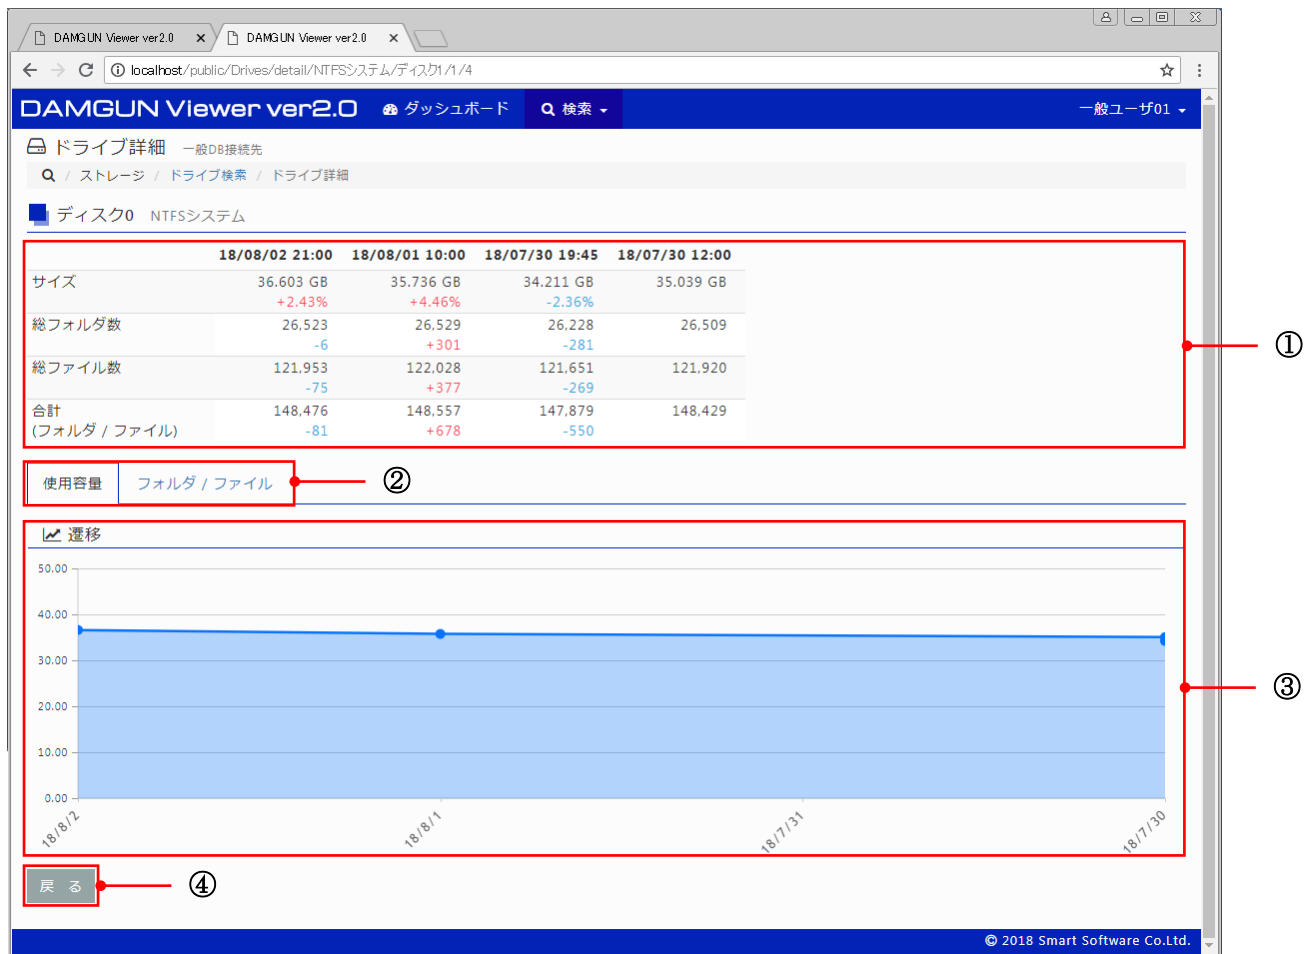 DAMGUN Viewer ver2.0 DAMGUN Viewer ver2.0
localhost/public/Drives/detail/NTFSシステム/ディスク1/1/4
DAMGUN Viewer ver2.0 ダッシュボード 検索 一般ユーザ01
ドライブ詳細 一般DB接続先
/ ストレージ / ドライブ検索 / ドライブ詳細
ディスク0 NTFSシステム
18/08/02 21:00 18/08/01 10:00 18/07/30 19:45 18/07/30 12:00
サイズ 36.603 GB 35.736 GB 34.211 GB 35.039 GB
+2.43% +4.46% -2.36%
総フォルダ数 26,523 26,529 26,228 26,509
-6 +301 -281
①
総ファイル数 121,953 122,028 121,651 121,920
-75 +377 -269
合計 148,476 148,557 147,879 148,429
(フォルダ / ファイル) -81 +678 -550
使用容量 フォルダ / ファイル ②
遷移
50.00
40.00
30.00
③
20.00
10.00
0.00
18/8/2 18/8/1 18/7/31 18/7/30
戻る ④
© 2018 Smart Software Co.Ltd.